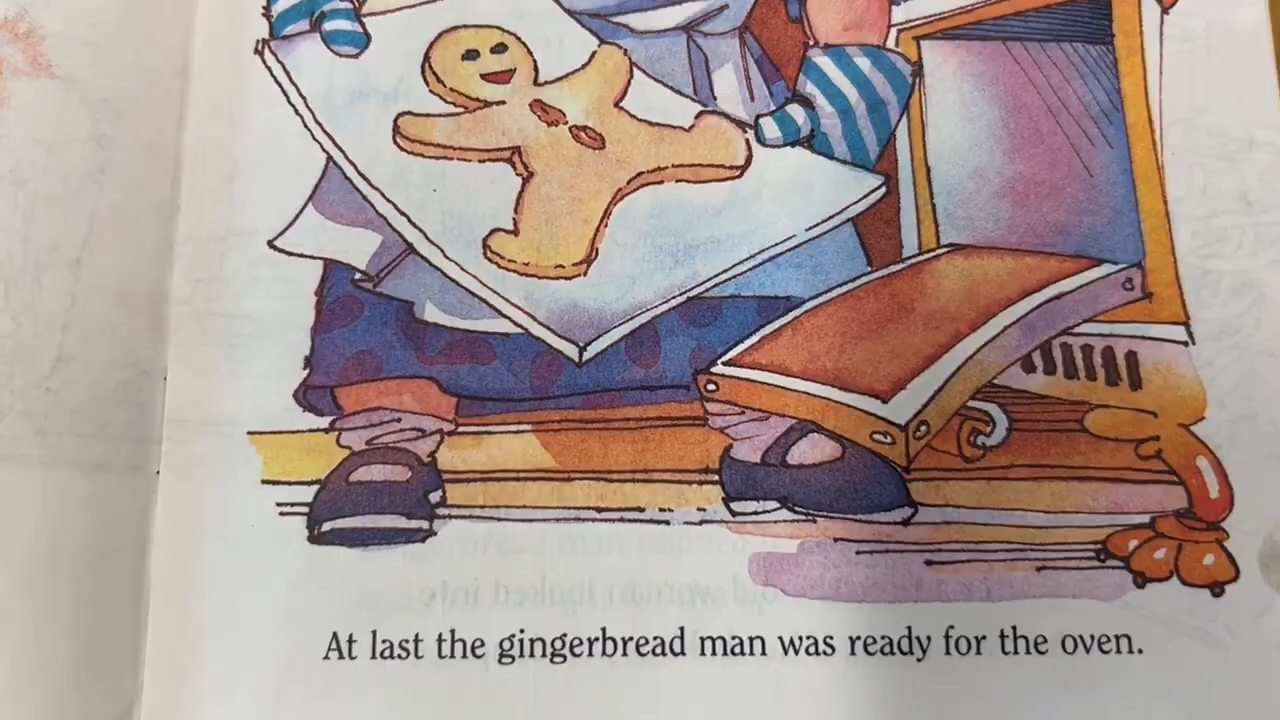 At last the gingerbread man was ready for the oven.